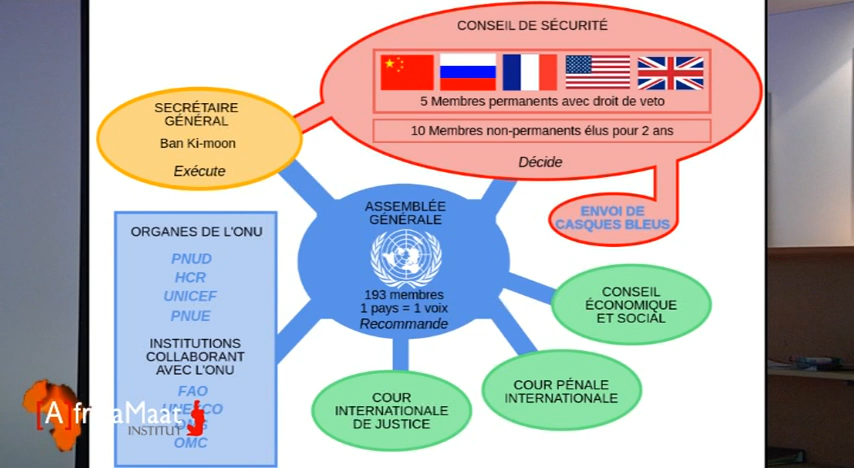 CONSEIL DE SÉCURITÉ
5 Membres permanents avec droit de veto
10 Membres non-permanents élus pour 2 ans
Décide
SECRÉTAIRE
GÉNÉRAL
Ban Ki-moon
Exécute
ENVOI DE
CASQUES BLEUS
ASSEMBLÉE
GÉNÉRALE
193 membres
1 pays = 1 voix
Recommande
ORGANES DE L'ONU
PNUD
HCR
UNICEF
PNUE
INSTITUTIONS
COLLABORANT
AVEC L'ONU
FAO
UNESCO
OMC
CONSEIL
ÉCONOMIQUE
ET SOCIAL
COUR PÉNALE
INTERNATIONALE
COUR
INTERNATIONALE
DE JUSTICE
[A]fricaMaat
INSTITUT